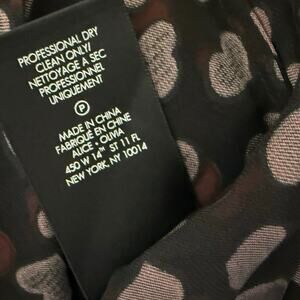 PROFESSIONAL DRY
CLEAN ONLY/
NETTOYAGE A SEC
PROFESSIONNEL
UNIQUEMENT
P
MADE IN CHINA
FABRIQUÉ EN CHINE
ALICE + OLIVIA
450 W 14TH ST 11 FL
NEW YORK, NY 10014